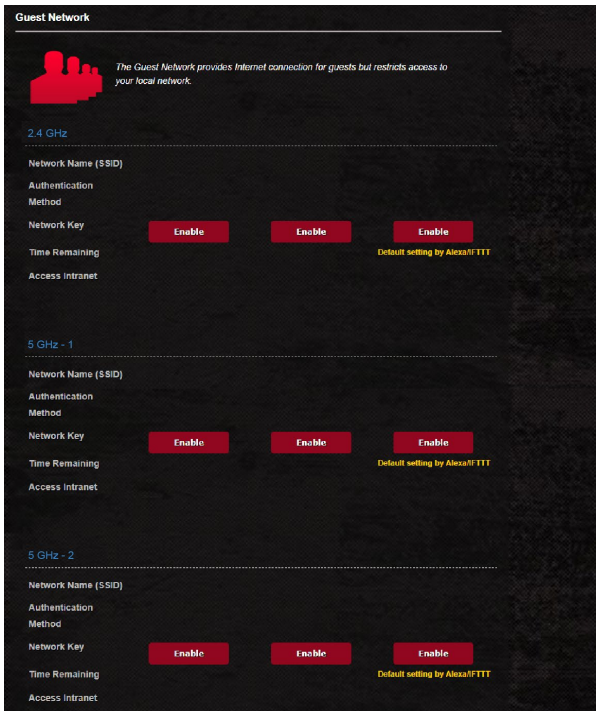 Guest Network
The Guest Network provides Internet connection for guests but restricts access to
your local network.
2.4 GHz
Network Name (SSID)
Authentication
Method
Network Key
Enable Enable Enable
Time Remaining
Default setting by Alexa/IFTTT
Access Intranet
5 GHz - 1
Network Name (SSID)
Authentication
Method
Network Key
Enable Enable Enable
Time Remaining
Default setting by Alexa/IFTTT
Access Intranet
5 GHz - 2
Network Name (SSID)
Authentication
Method
Network Key
Enable Enable Enable
Time Remaining
Default setting by Alexa/IFTTT
Access Intranet